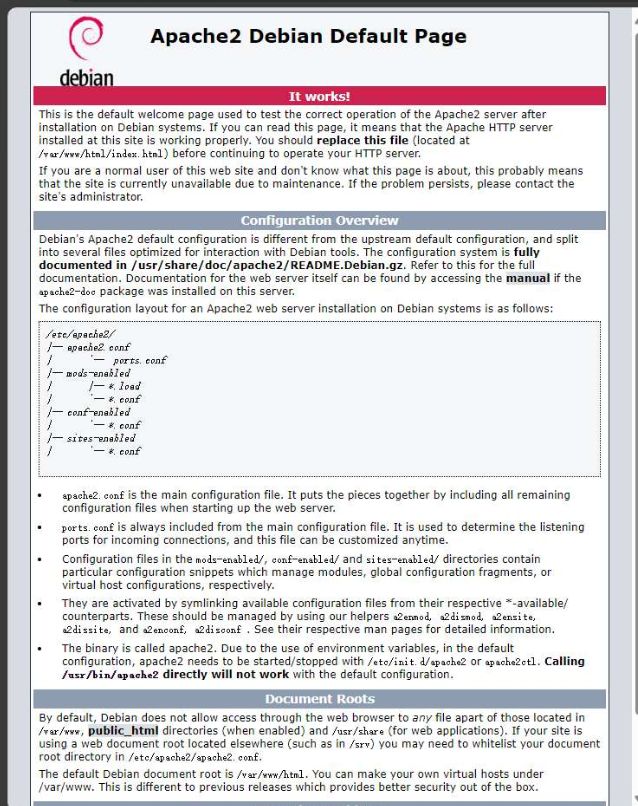 Apache2 Debian Default Page
debian
It works!
This is the default welcome page used to test the correct operation of the Apache2 server after
installation on Debian systems. If you can read this page, it means that the Apache HTTP server
installed at this site is working properly. You should replace this file (located at
/var/www/html/index.html) before continuing to operate your HTTP server.
If you are a normal user of this web site and don't know what this page is about, this probably means
that the site is currently unavailable due to maintenance. If the problem persists, please contact the
site's administrator.
Configuration Overview
Debian's Apache2 default configuration is different from the upstream default configuration, and split
into several files optimized for interaction with Debian tools. The configuration system is fully
documented in /usr/share/doc/apache2/README.Debian.gz. Refer to this for the full
documentation. Documentation for the web server itself can be found by accessing the manual if the
apache2-doc package was installed on this server.
The configuration layout for an Apache2 web server installation on Debian systems is as follows:
/etc/apache2/
|-- apache2.conf
| `-- ports.conf
|-- mods-enabled
| |-- *.load
| `-- *.conf
|-- conf-enabled
| `-- *.conf
|-- sites-enabled
| `-- *.conf
• apache2.conf is the main configuration file. It puts the pieces together by including all remaining
configuration files when starting up the web server.
• ports.conf is always included from the main configuration file. It is used to determine the listening
ports for incoming connections, and this file can be customized anytime.
• Configuration files in the mods-enabled/, conf-enabled/ and sites-enabled/ directories contain
particular configuration snippets which manage modules, global configuration fragments, or
virtual host configurations, respectively.
• They are activated by symlinking available configuration files from their respective *-available/
counterparts. These should be managed by using our helpers a2enmod, a2dismod, a2ensite,
a2dissite, and a2enconf, a2disconf . See their respective man pages for detailed information.
• The binary is called apache2. Due to the use of environment variables, in the default
configuration, apache2 needs to be started/stopped with /etc/init.d/apache2 or apache2ctl. Calling
/usr/bin/apache2 directly will not work with the default configuration.
Document Roots
By default, Debian does not allow access through the web browser to any file apart of those located in
/var/www, public_html directories (when enabled) and /usr/share (for web applications). If your site is
using a web document root located elsewhere (such as in /srv) you may need to whitelist your document
root directory in /etc/apache2/apache2.conf.
The default Debian document root is /var/www/html. You can make your own virtual hosts under
/var/www. This is different to previous releases which provides better security out of the box.